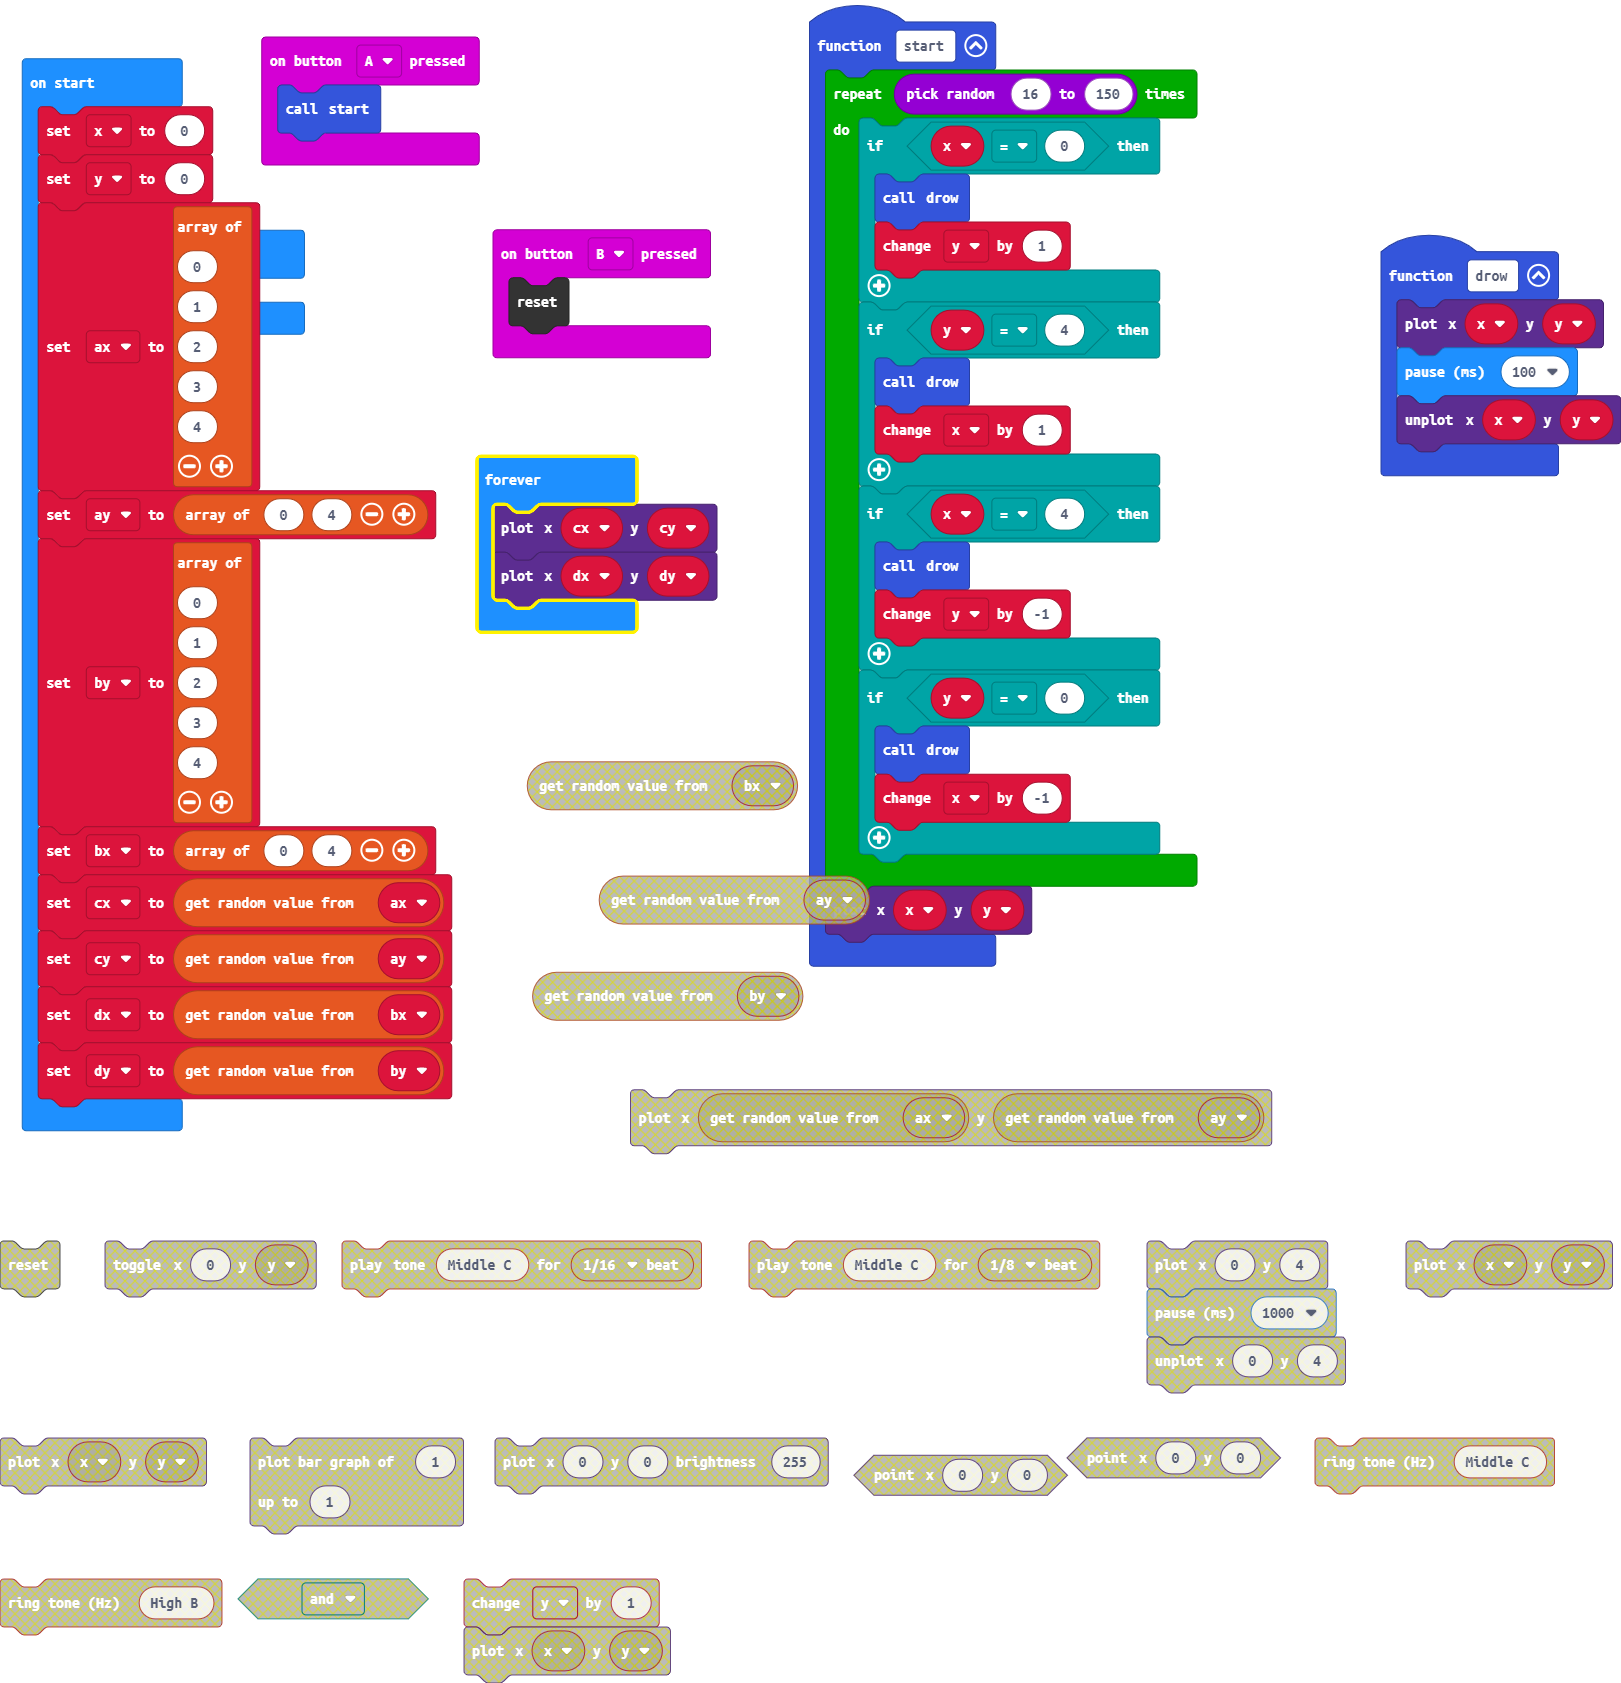 on start
set x to 0
set y to 0
set ax to array of 0 1 2 3 4
set ay to array of 0 4
set by to array of 0 1 2 3 4
set bx to array of 0 4
set cx to get random value from ax
set cy to get random value from ay
set dx to get random value from bx
set dy to get random value from by
on button A pressed
call start
on button B pressed
reset
forever
plot x cx y cy
plot x dx y dy
function start
repeat pick random 16 to 150 times
do
if x = 0 then
call drow
change y by 1
if y = 4 then
call drow
change x by 1
if x = 4 then
call drow
change y by -1
if y = 0 then
call drow
change x by -1
x x y y
function drow
plot x x y y
pause (ms) 100
unplot x x y y
get random value from bx
get random value from ay
get random value from by
plot x get random value from ax y get random value from ay
reset
toggle x 0 y y
play tone Middle C for 1/16 beat
play tone Middle C for 1/8 beat
plot x 0 y 4
pause (ms) 1000
unplot x 0 y 4
plot x x y y
plot x x y y
plot bar graph of 1
up to 1
plot x 0 y 0 brightness 255
point x 0 y 0
point x 0 y 0
ring tone (Hz) Middle C
ring tone (Hz) High B
and
change y by 1
plot x x y y